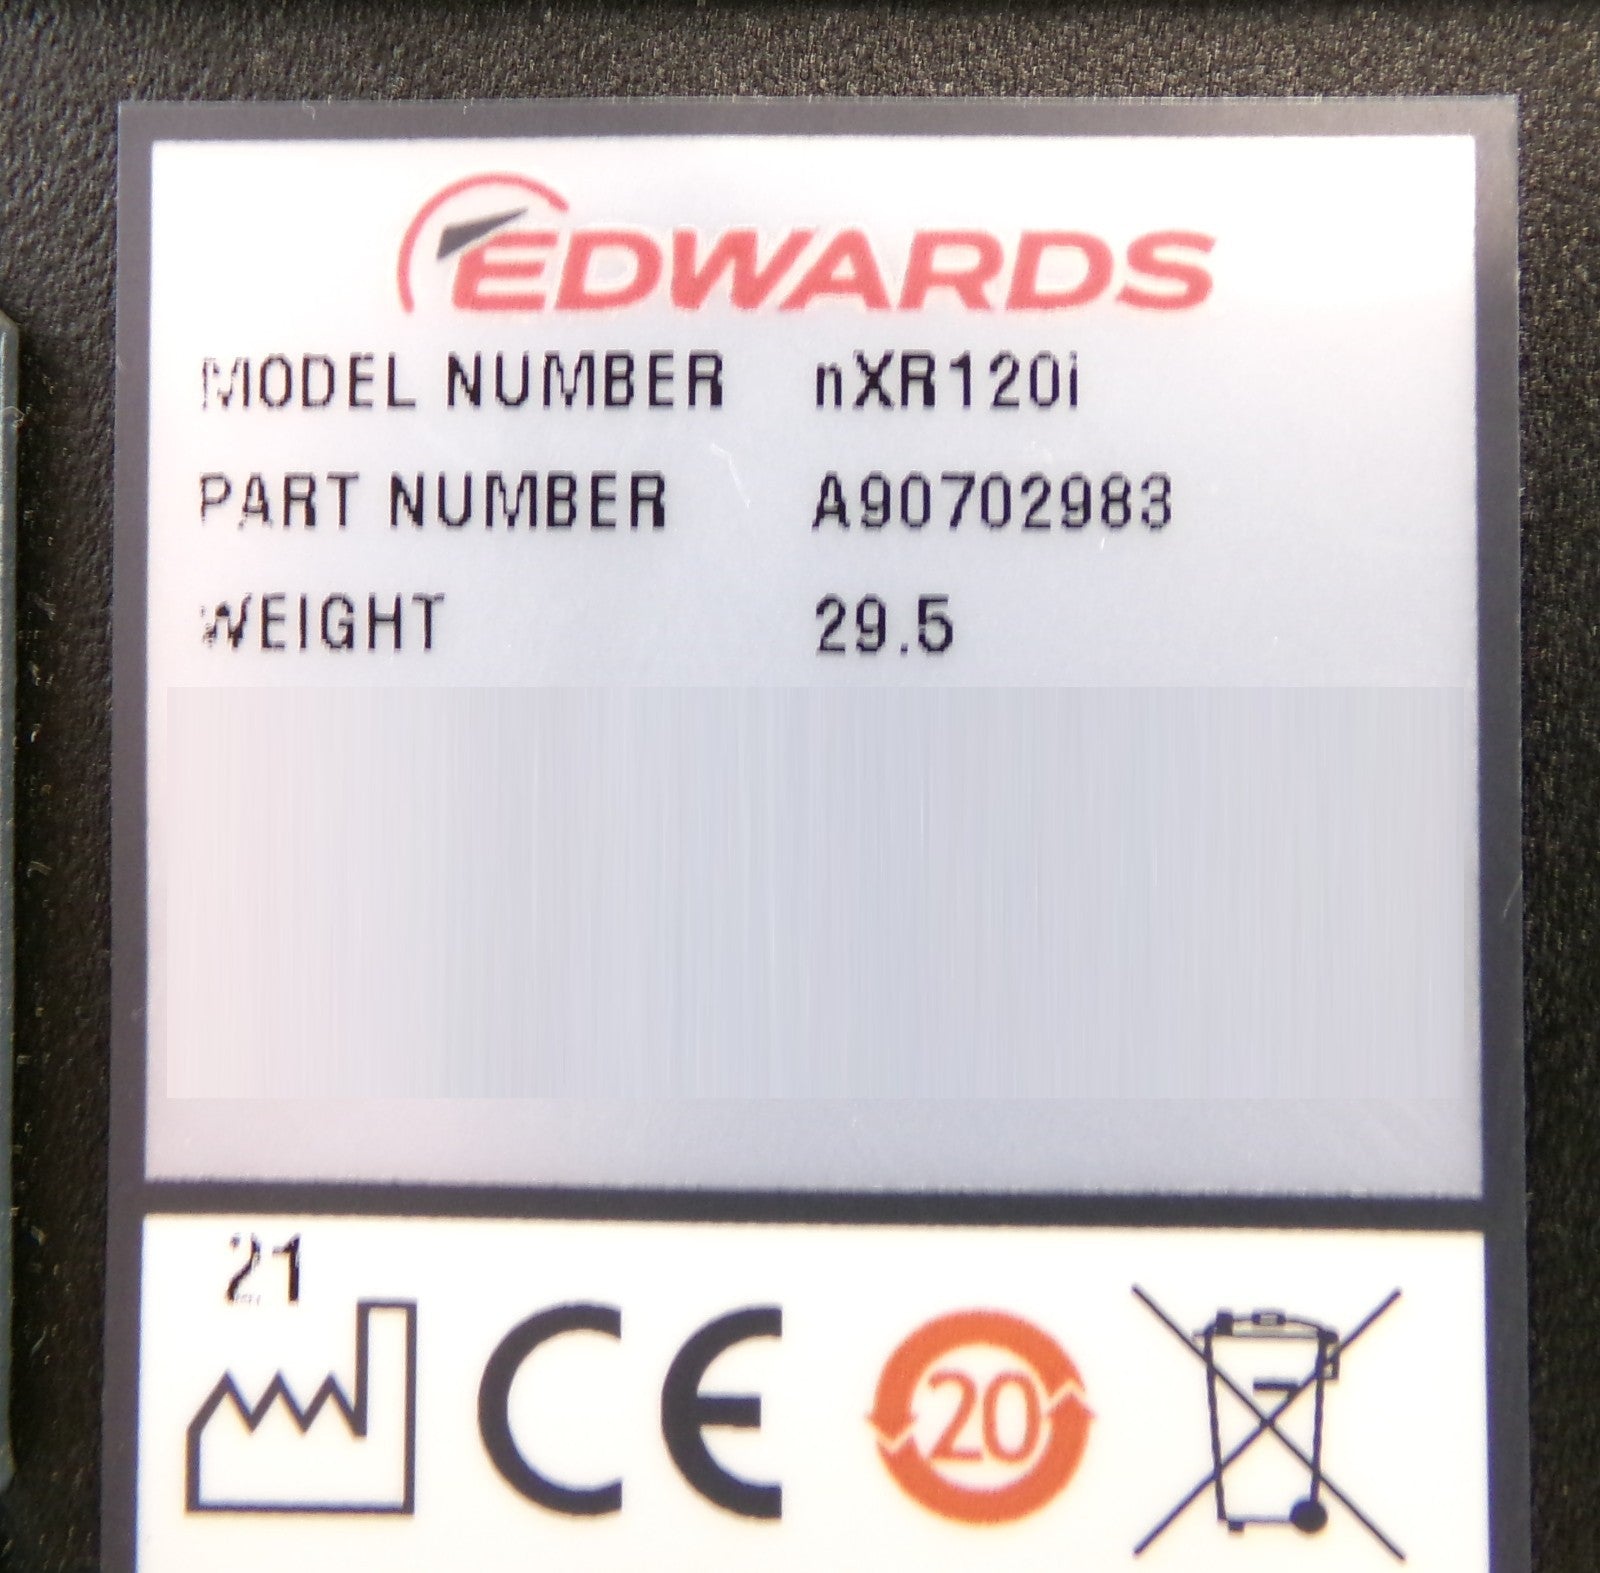 EDWARDS
MODEL NUMBER nXR120i
PART NUMBER A90702983
WEIGHT 29.5
21
CE
20